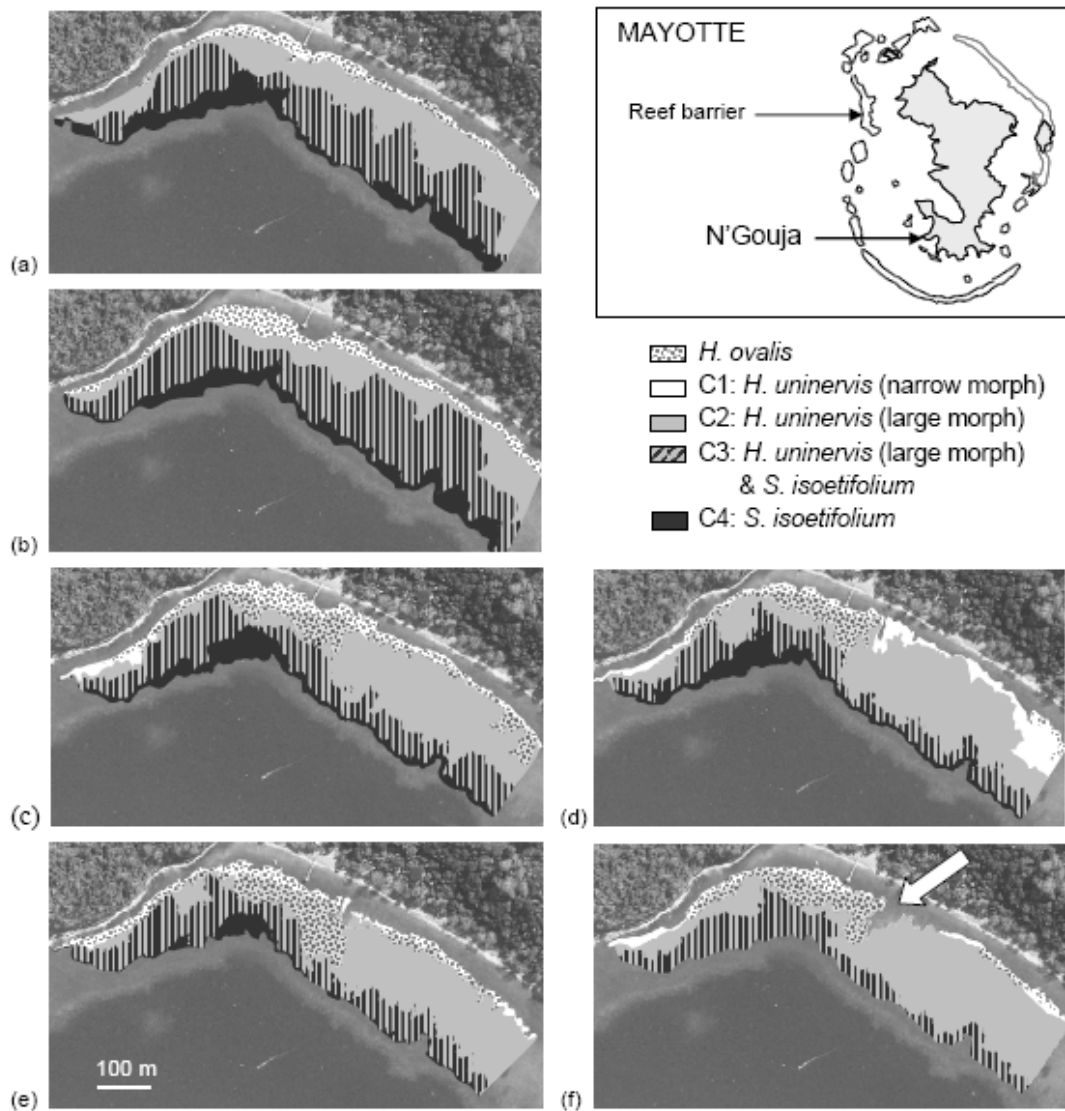 (a)
MAYOTTE
Reef barrier
N'Gouja
(b)
H. ovalis
C1: H. uninervis (narrow morph)
C2: H. uninervis (large morph)
C3: H. uninervis (large morph)
& S. isoetifolium
C4: S. isoetifolium
(c)
(d)
100 m
(e)
(f)